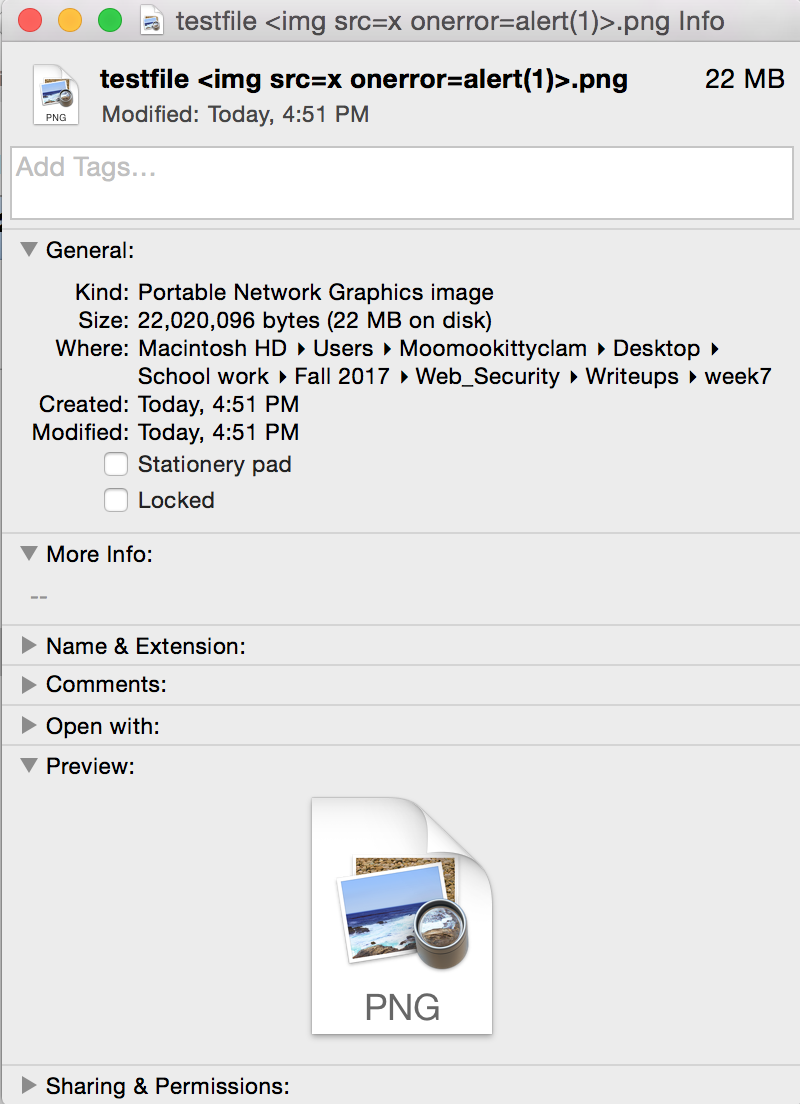 testfile <img src=x onerror=alert(1)>.png Info
testfile <img src=x onerror=alert(1)>.png 22 MB
PNG
Modified: Today, 4:51 PM
Add Tags…
General:
Kind: Portable Network Graphics image
Size: 22,020,096 bytes (22 MB on disk)
Where: Macintosh HD ▸ Users ▸ Moomookittyclam ▸ Desktop ▸
School work ▸ Fall 2017 ▸ Web_Security ▸ Writeups ▸ week7
Created: Today, 4:51 PM
Modified: Today, 4:51 PM
Stationery pad
Locked
More Info:
--
Name & Extension:
Comments:
Open with:
Preview:
PNG
Sharing & Permissions: